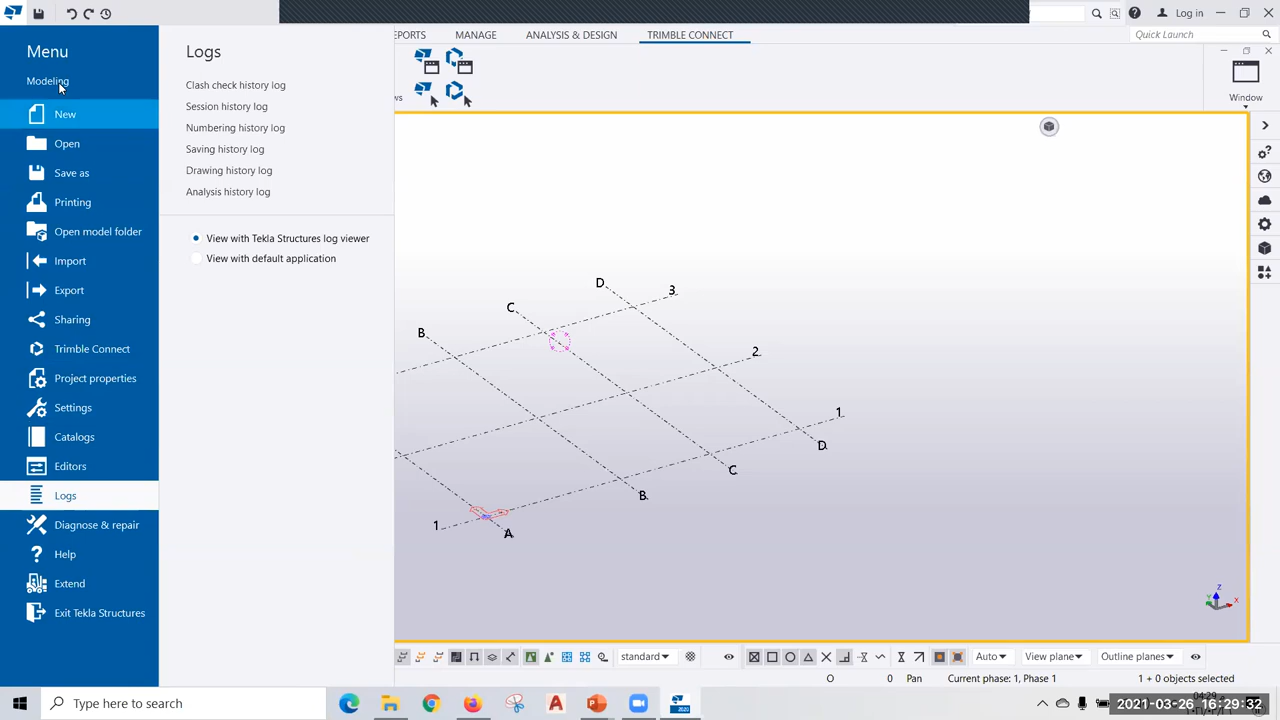 Log in
EPORTS MANAGE ANALYSIS & DESIGN TRIMBLE CONNECT Quick Launch
Menu
Modeling
New
Open
Save as
Printing
Open model folder
Import
Export
Sharing
Trimble Connect
Project properties
Settings
Catalogs
Editors
Logs
Diagnose & repair
Help
Extend
Exit Tekla Structures
Logs
Clash check history log
Session history log
Numbering history log
Saving history log
Drawing history log
Analysis history log
View with Tekla Structures log viewer
View with default application
ws
Window
D
3
C
B
2
1
D
C
B
1
A
Z
Y X
standard Auto View plane Outline planes
O 0 Pan Current phase: 1, Phase 1 1 + 0 objects selected
Type here to search
2020
2021-03-26 16:29:32